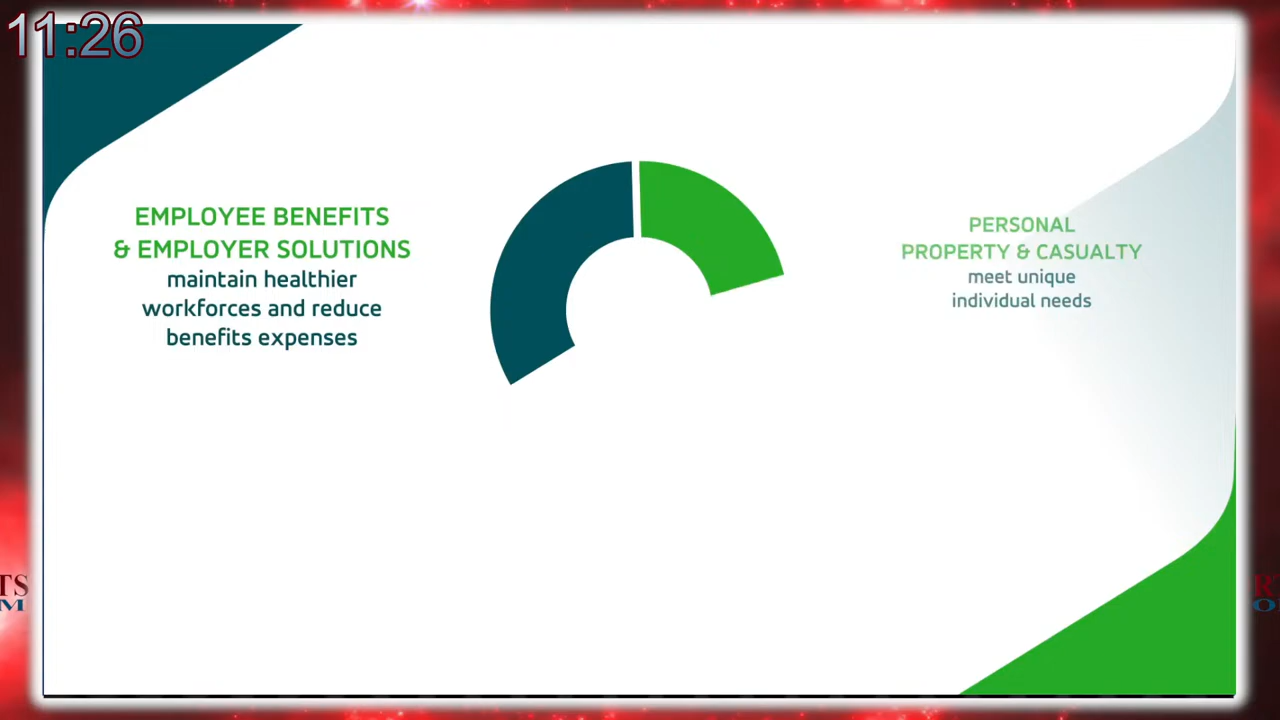 11:26
EMPLOYEE BENEFITS
& EMPLOYER SOLUTIONS
maintain healthier
workforces and reduce
benefits expenses
PERSONAL
PROPERTY & CASUALTY
meet unique
individual needs